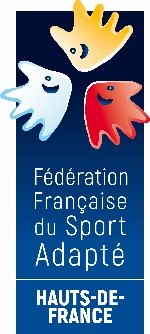 Fédération
Française
du Sport
Adapté
HAUTS-DE-
FRANCE